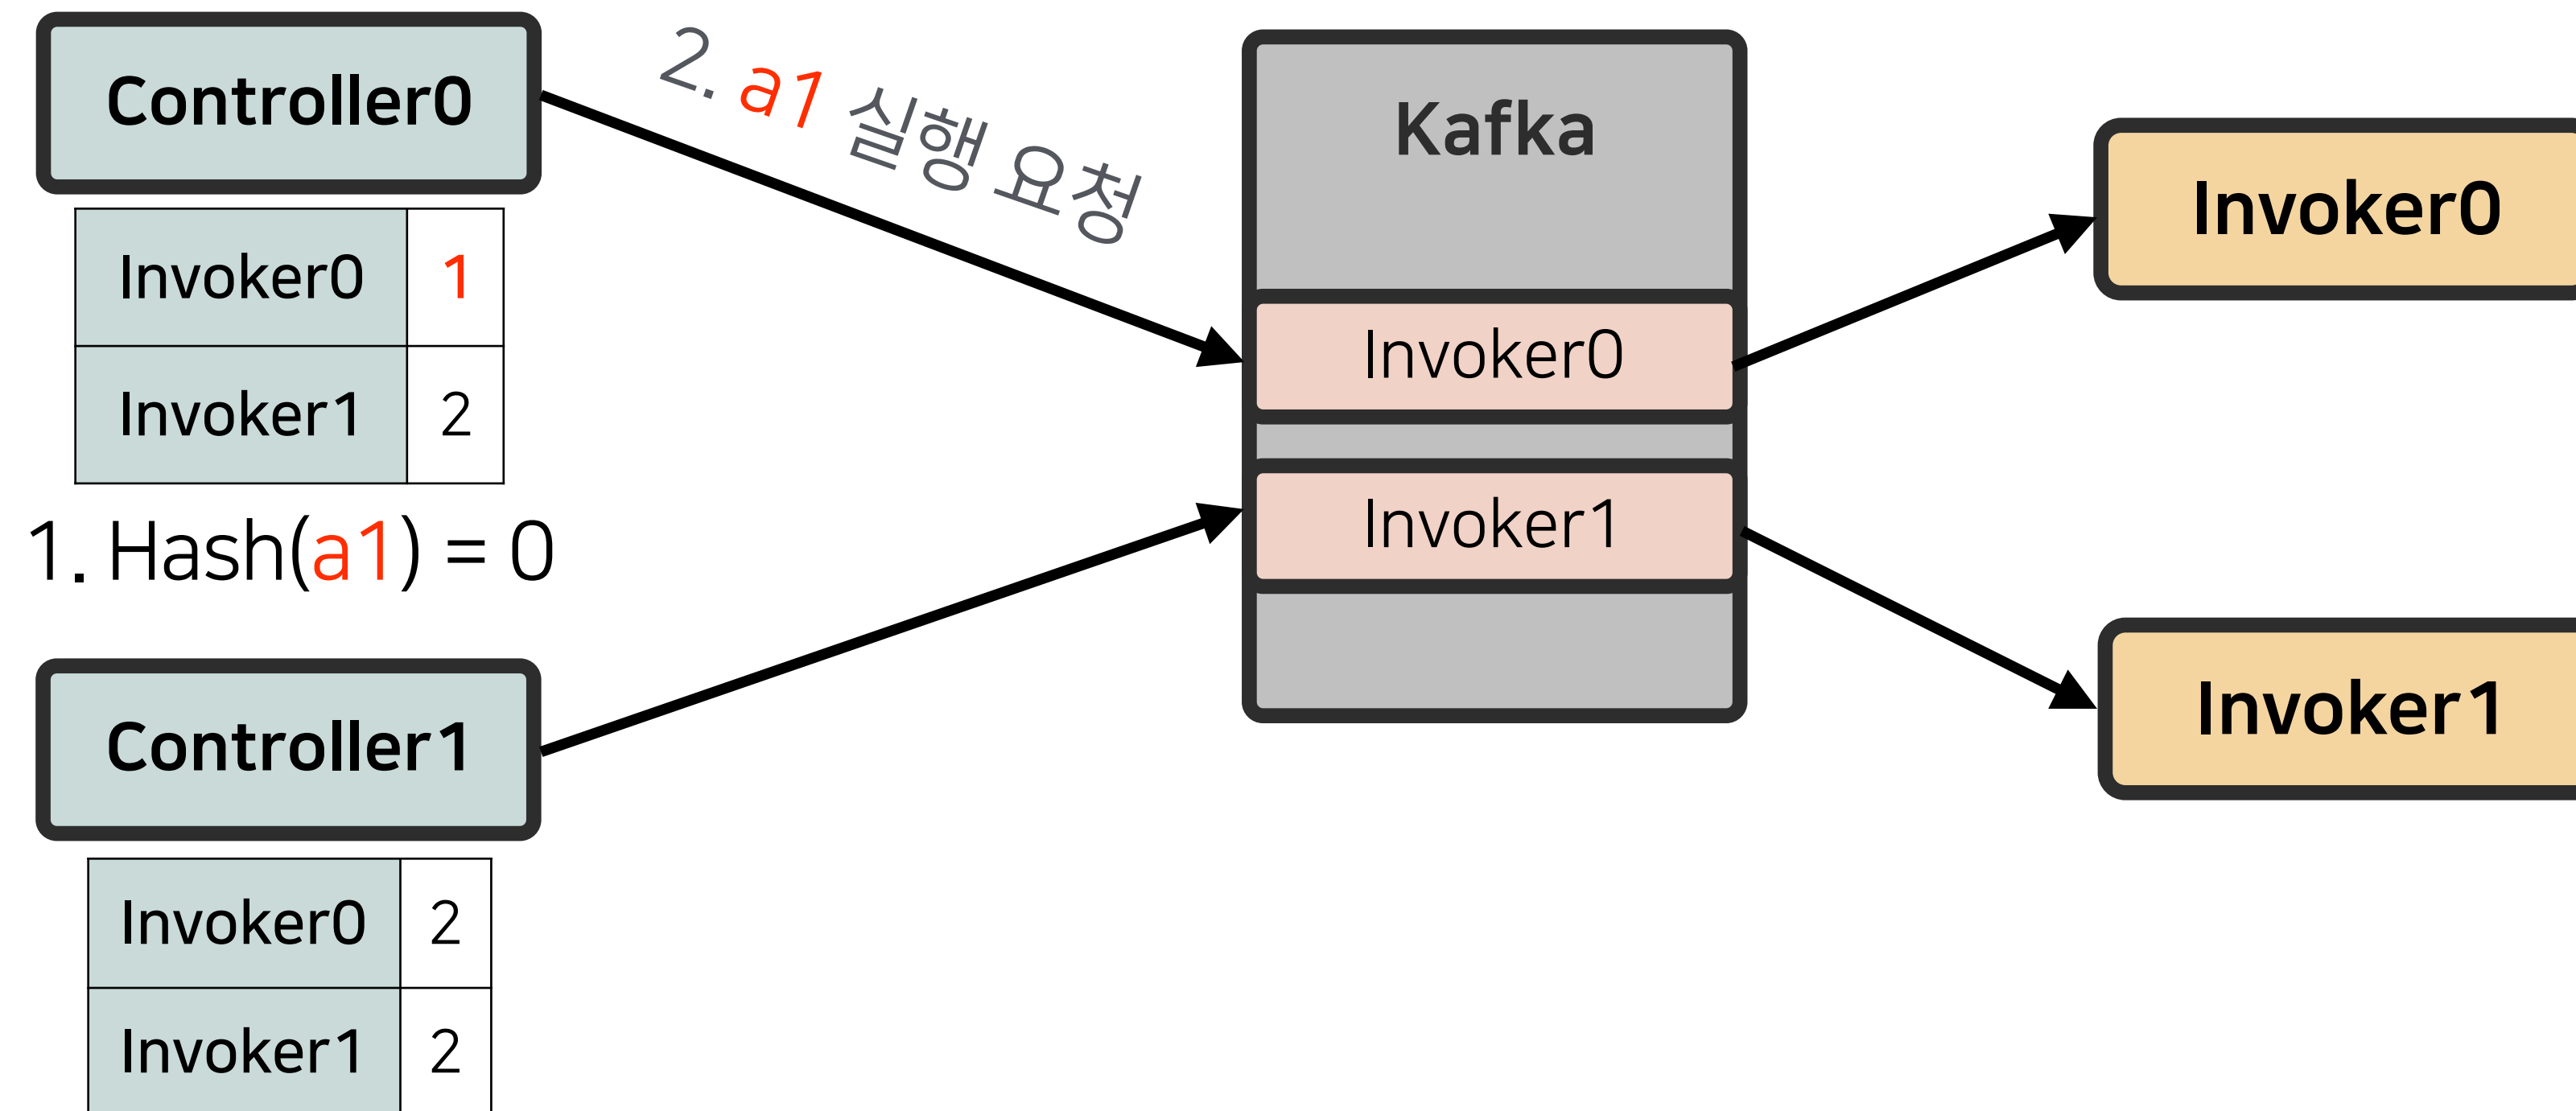 Controller0
Invoker0 1
Invoker1 2
1. Hash(a1) = 0
2. a1 실행 요청
Controller1
Invoker0 2
Invoker1 2
Kafka
Invoker0
Invoker1
Invoker0
Invoker1